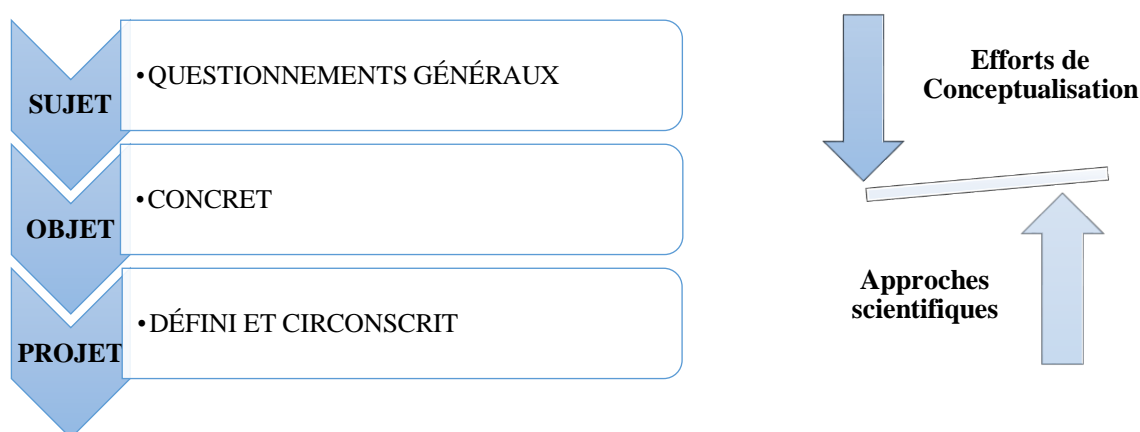 SUJET
•QUESTIONNEMENTS GÉNÉRAUX
OBJET
•CONCRET
PROJET
•DÉFINI ET CIRCONSCRIT
Efforts de
Conceptualisation
Approches
scientifiques